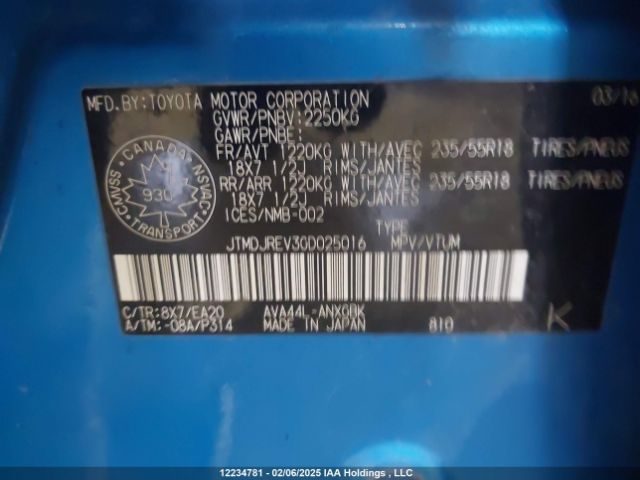 MFD.BY:TOYOTA MOTOR CORPORATION 03/16
GVWR/PNBV:2250KG
GAWR/PNBE:
FR/AVT 1220KG WITH/AVEC 235/55R18 TIRES/PNEUS
18X7 1/2J RIMS/JANTES
RR/ARR 1220KG WITH/AVEC 235/55R18 TIRES/PNEUS
18X7 1/2J RIMS/JANTES
ICES/NMB-002
TYPE
JTMDJREV3GD025016 MPV/VTUM
CANADA
CMVSS NSVAC
930
TRANSPORT
C/TR:8X7/EA20 AVA44L-ANXGBK
A/TM:-08A/P314 MADE IN JAPAN 810 K
12234781 - 02/06/2025 IAA Holdings , LLC